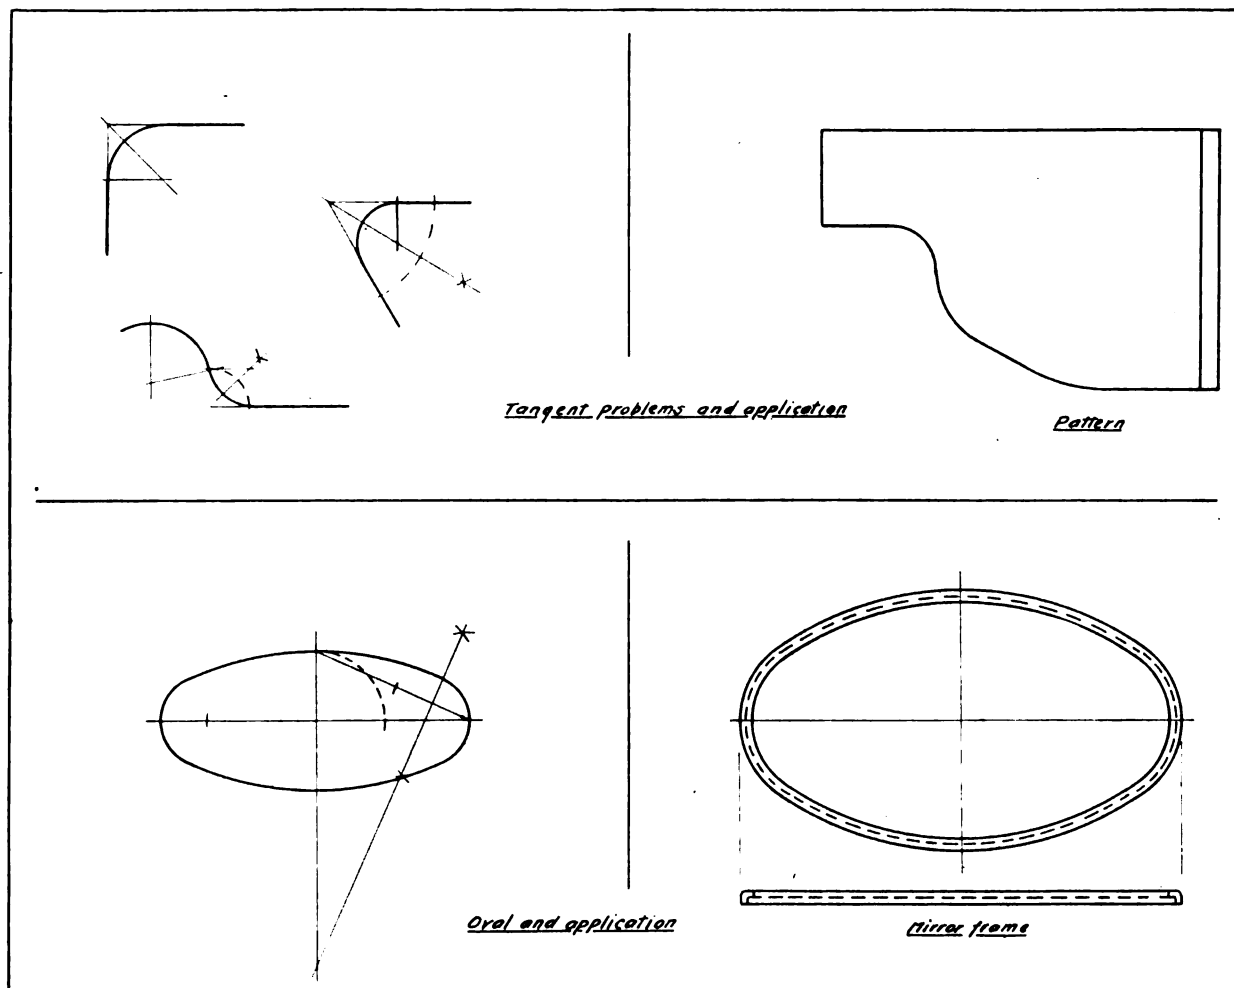 Tangent problems and application
Pattern
Oval and application
Mirror frame